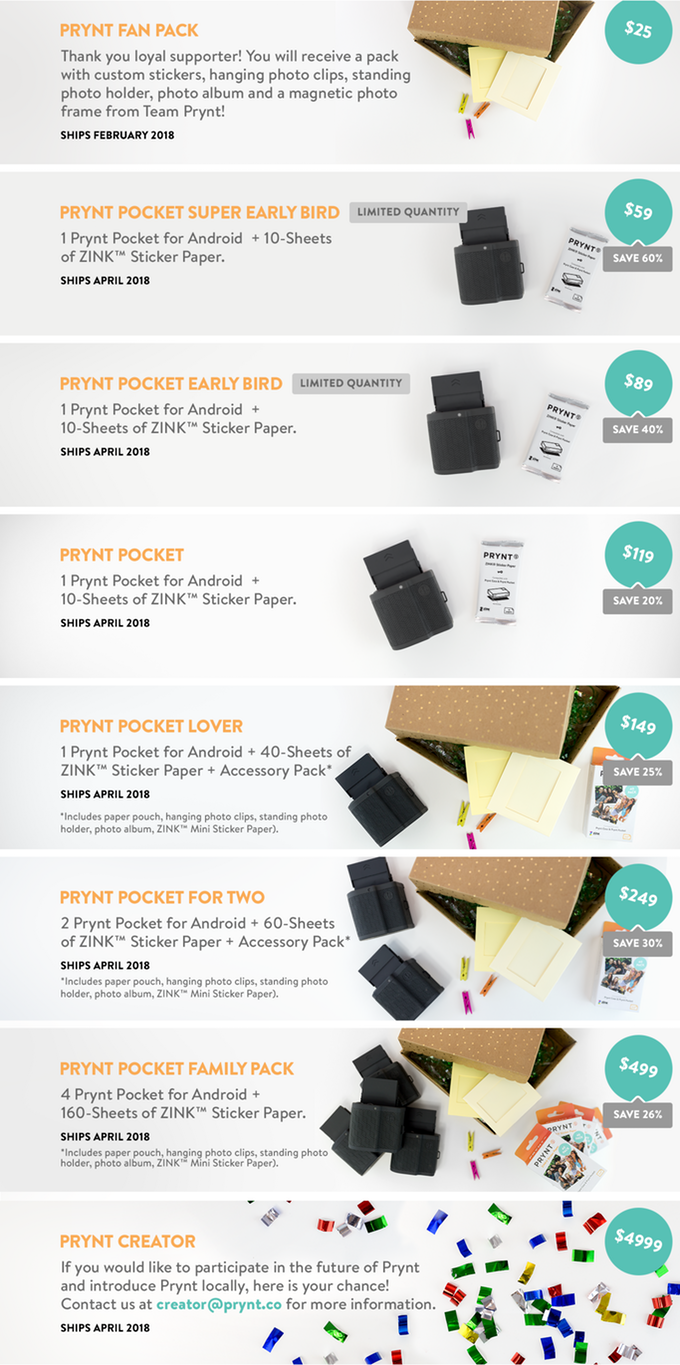 PRYNT FAN PACK
$25
Thank you loyal supporter! You will receive a pack
with custom stickers, hanging photo clips, standing
photo holder, photo album and a magnetic photo
frame from Team Prynt!
SHIPS FEBRUARY 2018
PRYNT POCKET SUPER EARLY BIRD LIMITED QUANTITY
$59
SAVE 60%
1 Prynt Pocket for Android + 10-Sheets
of ZINK™ Sticker Paper.
SHIPS APRIL 2018
PRYNT
PRYNT POCKET EARLY BIRD LIMITED QUANTITY
$89
SAVE 40%
1 Prynt Pocket for Android +
10-Sheets of ZINK™ Sticker Paper.
SHIPS APRIL 2018
PRYNT
PRYNT POCKET
$119
SAVE 20%
1 Prynt Pocket for Android +
10-Sheets of ZINK™ Sticker Paper.
SHIPS APRIL 2018
PRYNT
PRYNT POCKET LOVER
$149
SAVE 25%
1 Prynt Pocket for Android + 40-Sheets of
ZINK™ Sticker Paper + Accessory Pack*
SHIPS APRIL 2018
*Includes paper pouch, hanging photo clips, standing photo
holder, photo album, ZINK™ Mini Sticker Paper).
PRYNT POCKET FOR TWO
$249
SAVE 30%
2 Prynt Pocket for Android + 60-Sheets
of ZINK™ Sticker Paper + Accessory Pack*
SHIPS APRIL 2018
*Includes paper pouch, hanging photo clips, standing photo
holder, photo album, ZINK™ Mini Sticker Paper).
PRYNT POCKET FAMILY PACK
$499
SAVE 26%
4 Prynt Pocket for Android +
160-Sheets of ZINK™ Sticker Paper.
SHIPS APRIL 2018
*Includes paper pouch, hanging photo clips, standing photo
holder, photo album, ZINK™ Mini Sticker Paper).
PRYNT
PRYNT CREATOR
$4999
If you would like to participate in the future of Prynt
and introduce Prynt locally, here is your chance!
Contact us at creator@prynt.co for more information.
SHIPS APRIL 2018